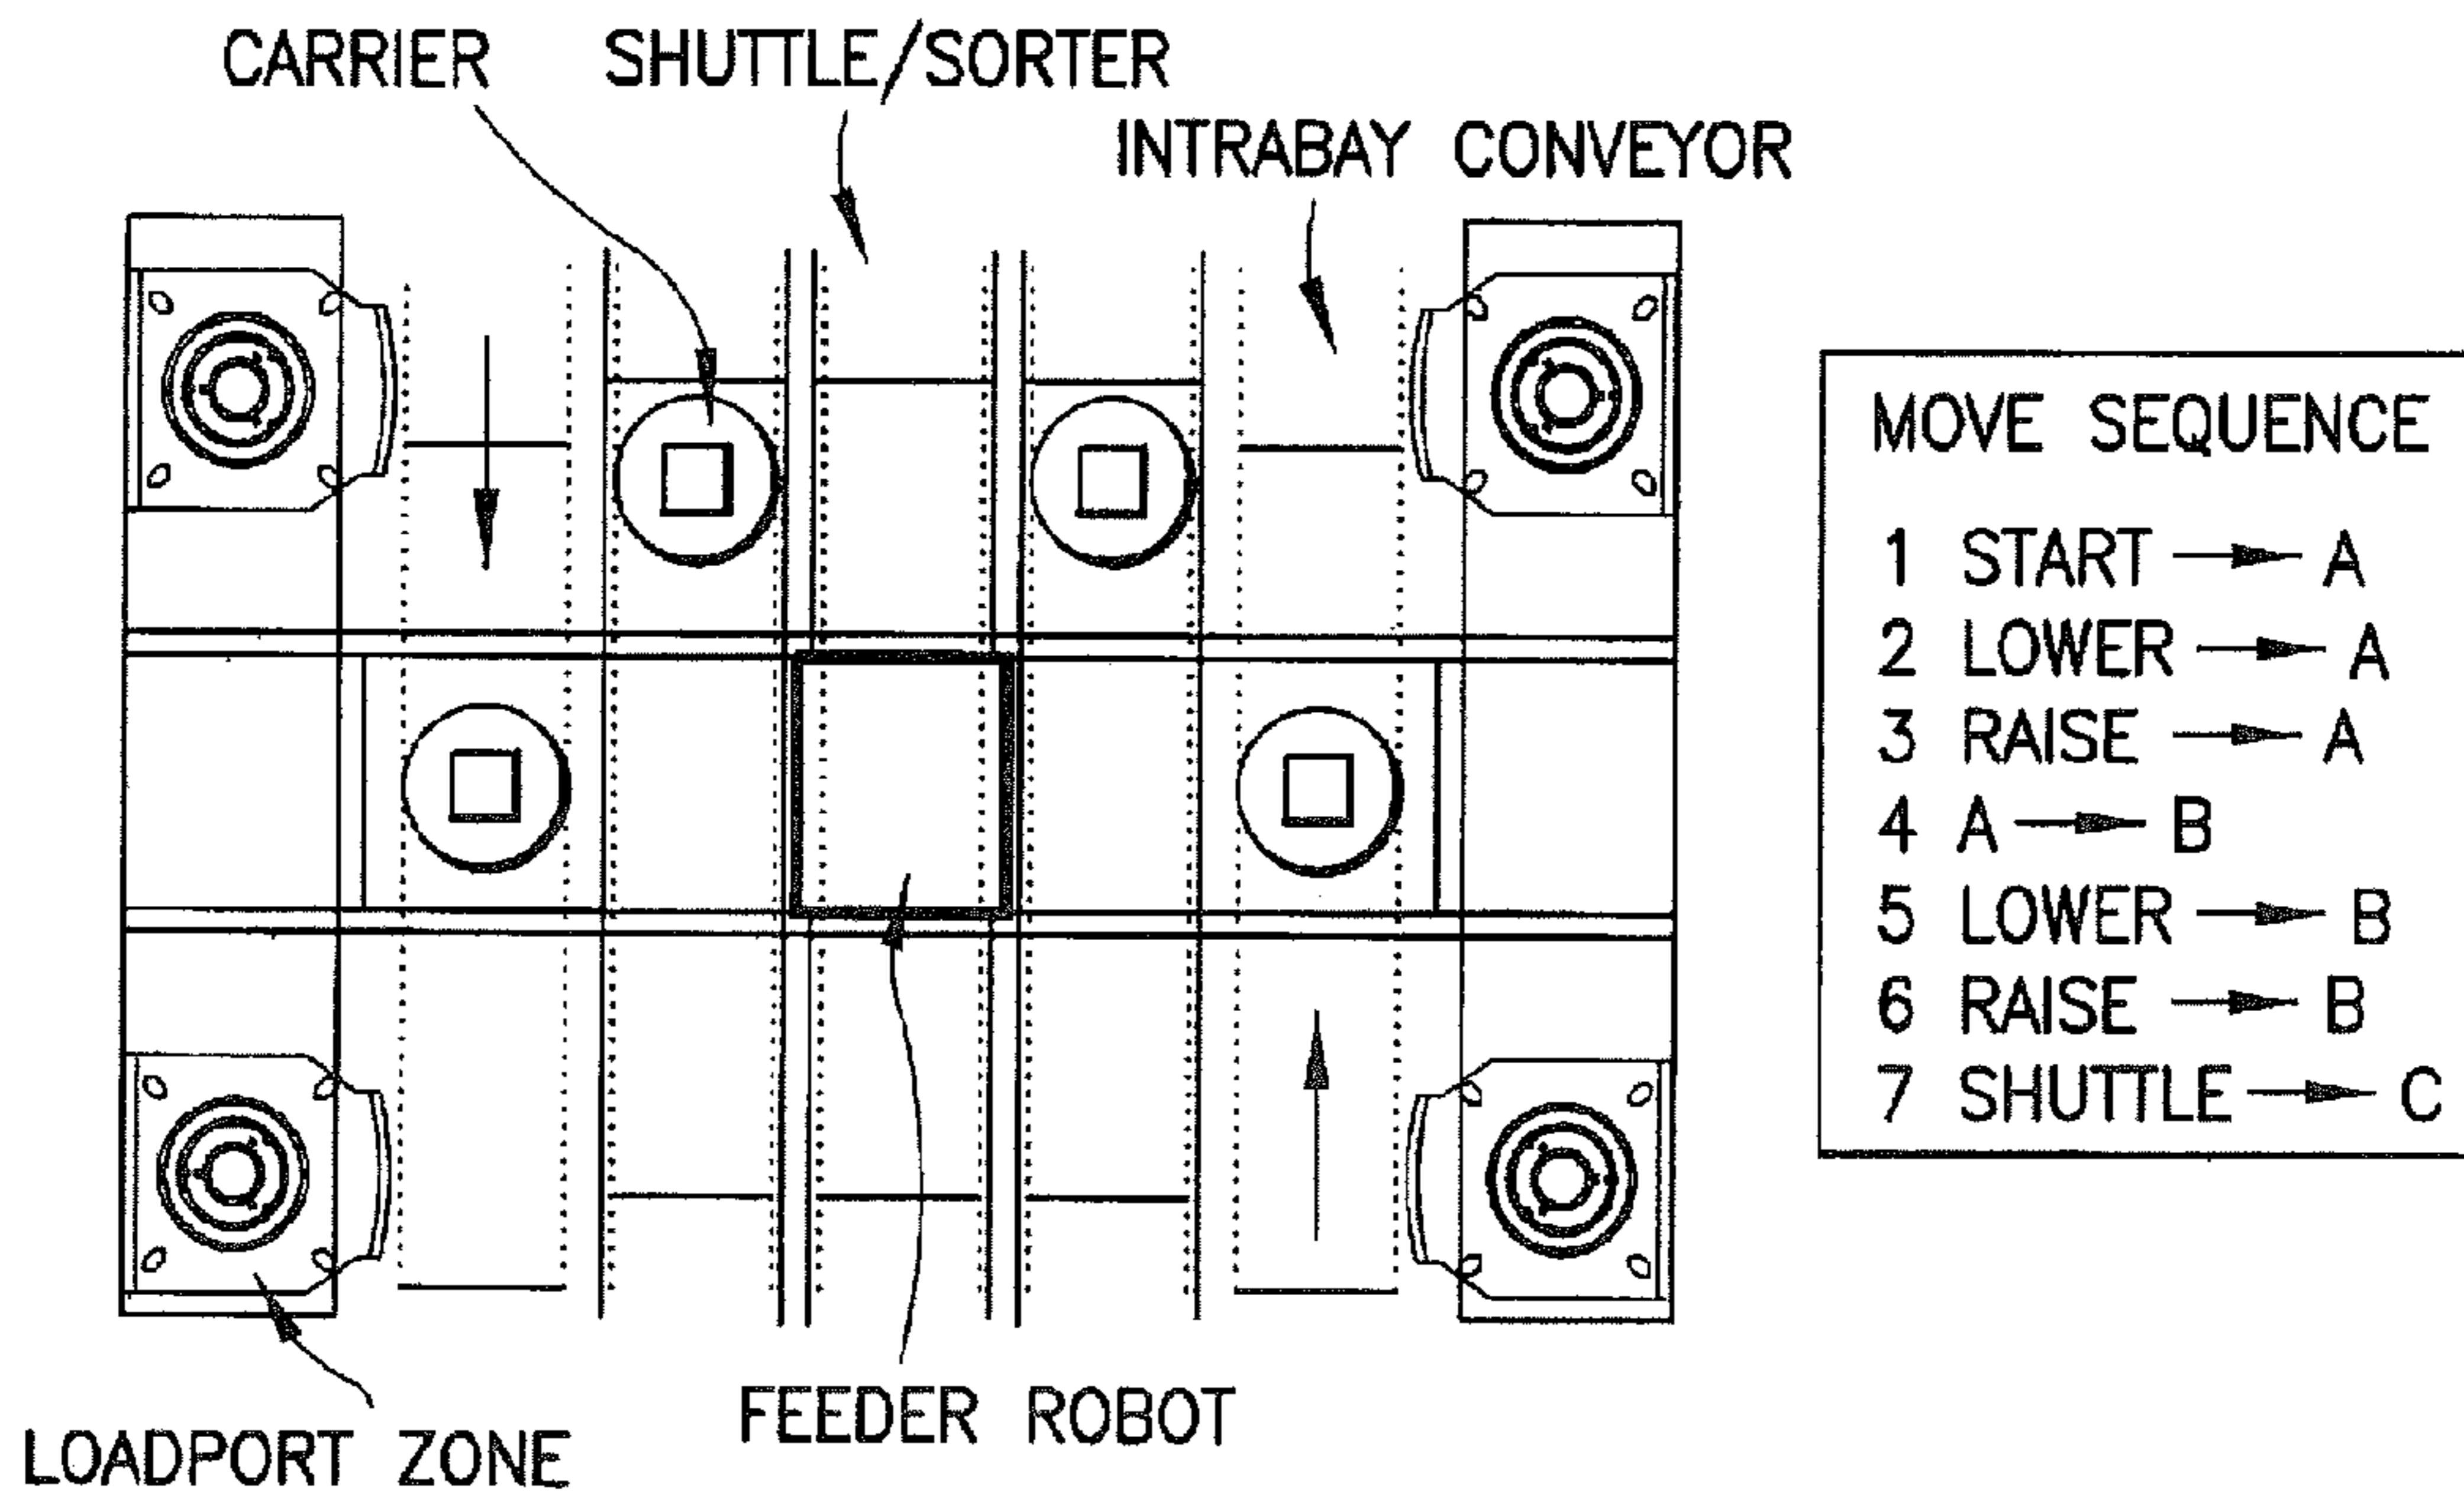 CARRIER
SHUTTLE/SORTER
INTRABAY CONVEYOR
MOVE SEQUENCE
1 START → A
2 LOWER → A
3 RAISE → A
4 A → B
5 LOWER → B
6 RAISE → B
7 SHUTTLE → C
FEEDER ROBOT
LOADPORT ZONE